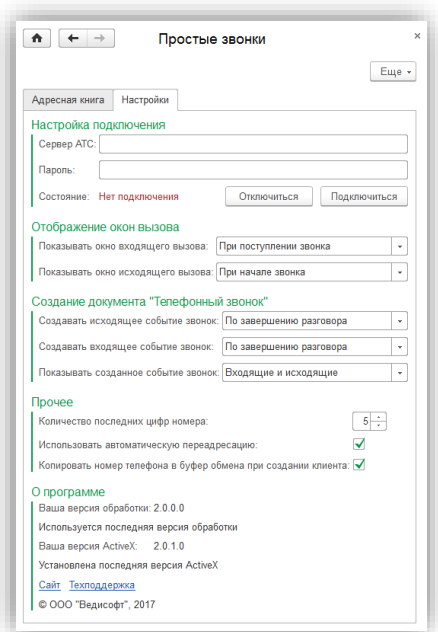 Простые звонки
Еще
Адресная книга Настройки
Настройка подключения
Сервер АТС:
Пароль:
Состояние: Нет подключения Отключиться Подключиться
Отображение окон вызова
Показывать окно входящего вызова: При поступлении звонка
Показывать окно исходящего вызова: При начале звонка
Создание документа "Телефонный звонок"
Создавать исходящее событие звонок: По завершению разговора
Создавать входящее событие звонок: По завершению разговора
Показывать созданное событие звонок: Входящие и исходящие
Прочее
Количество последних цифр номера: 5
Использовать автоматическую переадресацию:
Копировать номер телефона в буфер обмена при создании клиента:
О программе
Ваша версия обработки: 2.0.0.0
Используется последняя версия обработки
Ваша версия ActiveX: 2.0.1.0
Установлена последняя версия ActiveX
Сайт Техподдержка
© ООО "Ведисофт", 2017